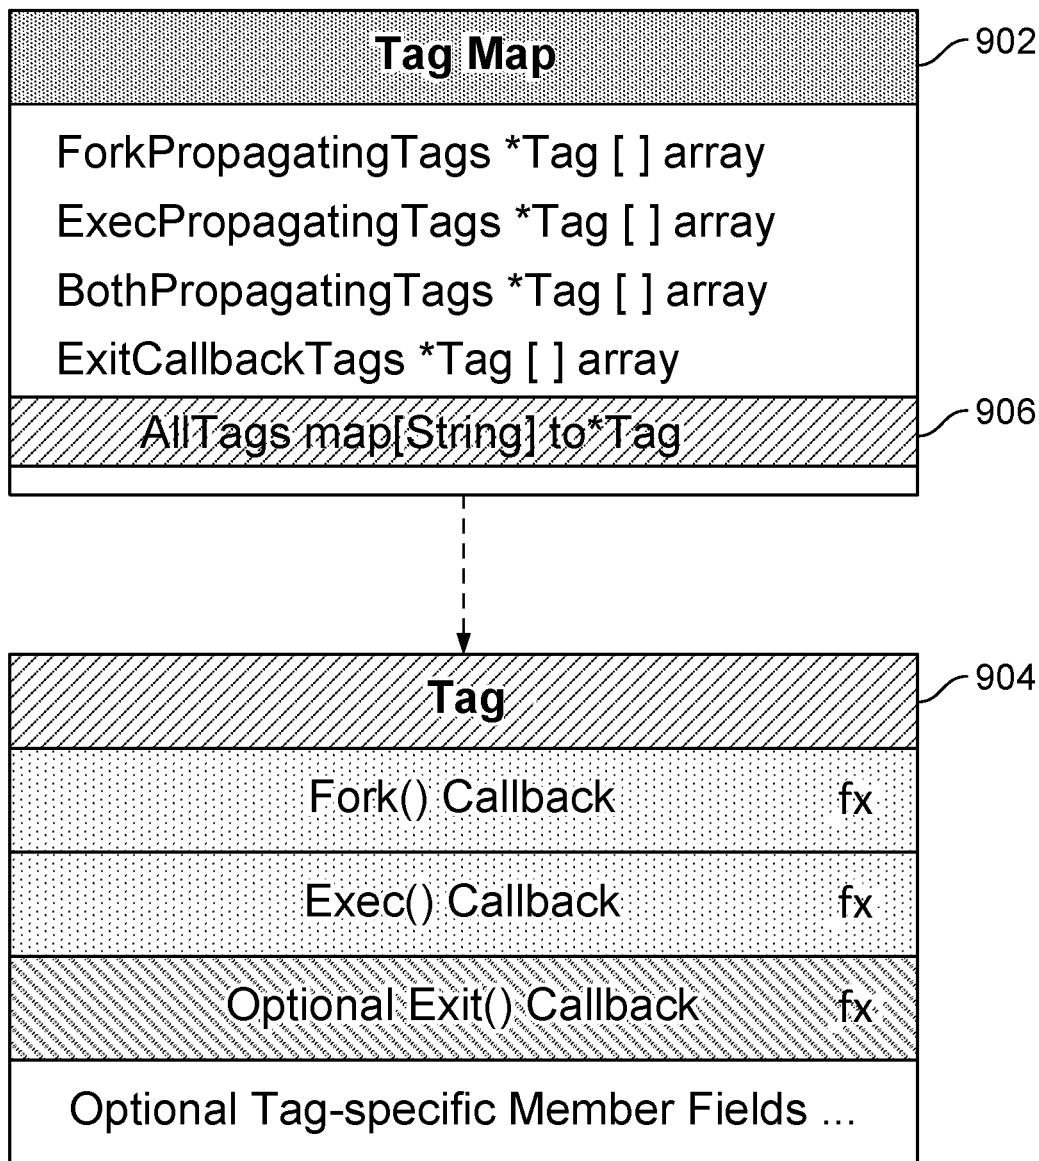 Tag Map
902
ForkPropagatingTags *Tag [ ] array
ExecPropagatingTags *Tag [ ] array
BothPropagatingTags *Tag [ ] array
ExitCallbackTags *Tag [ ] array
AllTags map[String] to*Tag
906
Tag
904
Fork() Callback fx
Exec() Callback fx
Optional Exit() Callback fx
Optional Tag-specific Member Fields ...